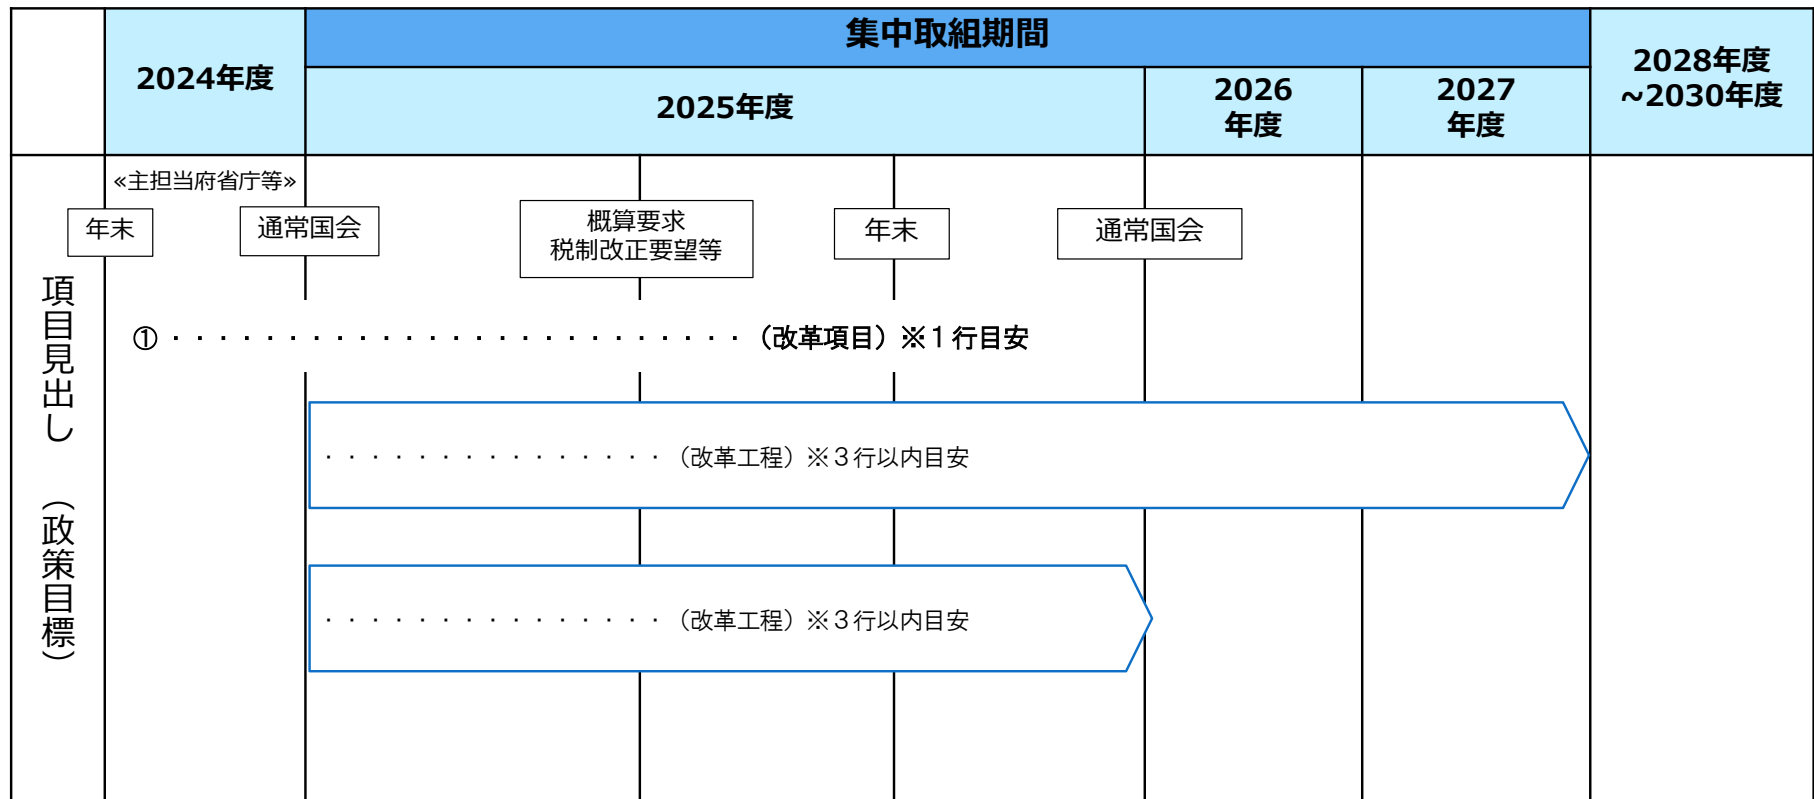 集中取組期間
2024年度
2025年度
2026
年度
2027
年度
2028年度
~2030年度
≪主担当府省庁等≫
年末
通常国会
概算要求
税制改正要望等
年末
通常国会
項目見出し （政策目標）
① ・・・・・・・・・・・・・・・・・・・・・・・・（改革項目）※１行目安
・・・・・・・・・・・・・・・（改革工程）※３行以内目安
・・・・・・・・・・・・・・・（改革工程）※３行以内目安